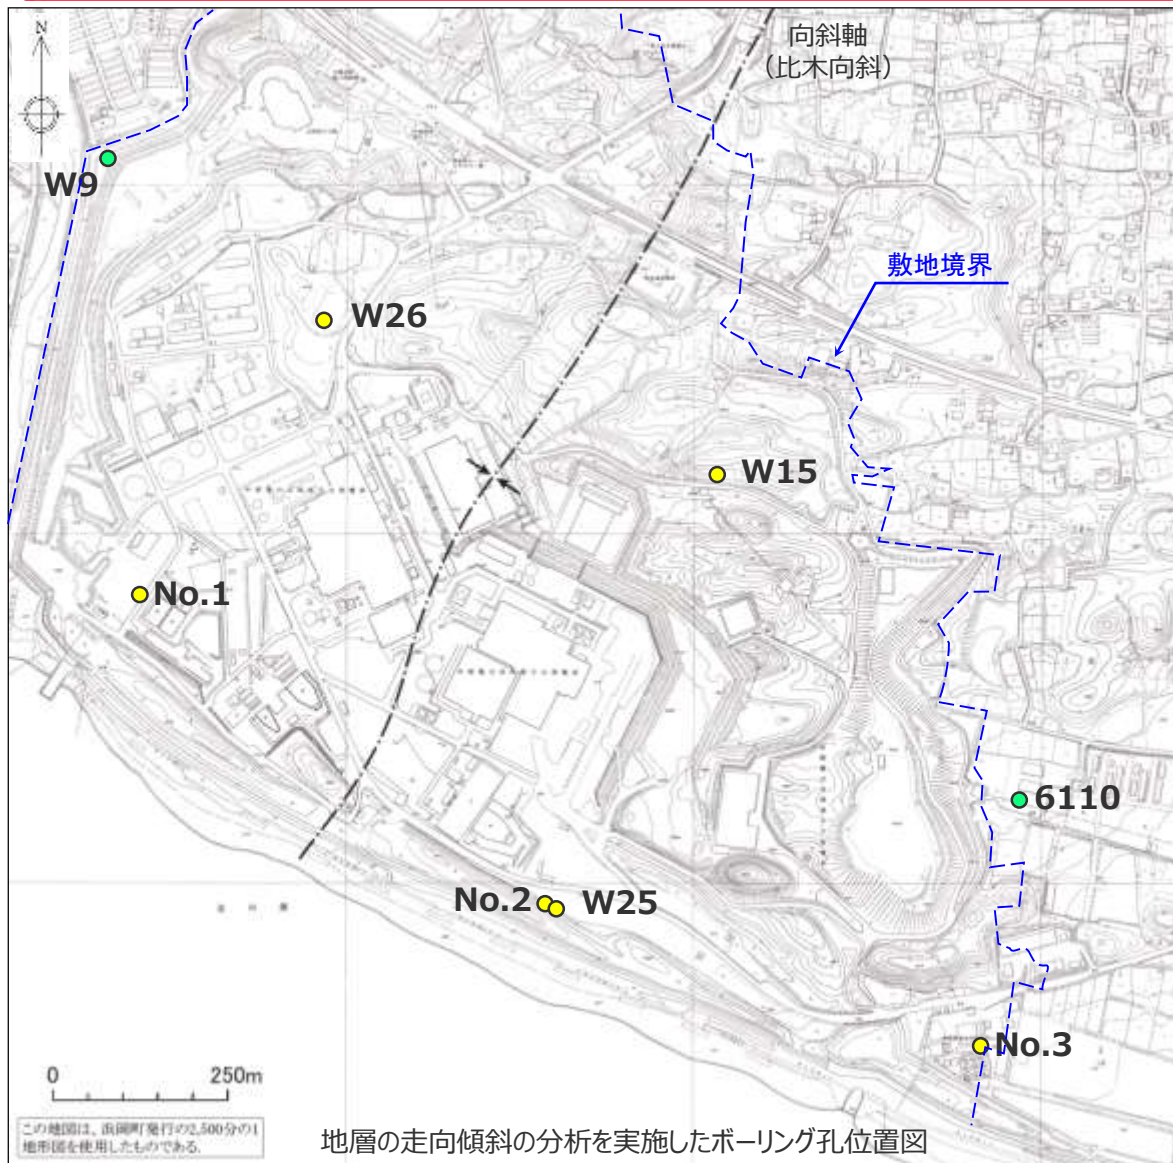 向斜軸
（比木向斜）
N
W9
敷地境界
W26
W15
No.1
6110
No.2
W25
No.3
0 250m
この地図は、浜岡町発行の2,500分の1
地形図を使用したものである。
地層の走向傾斜の分析を実施したボーリング孔位置図